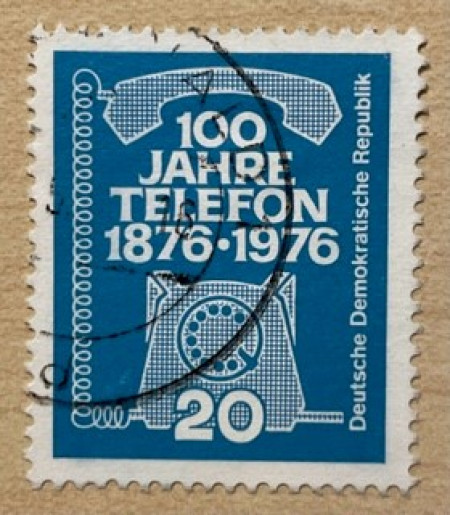 100
JAHRE
TELEFON
1876•1976
20
Deutsche Demokratische Republik